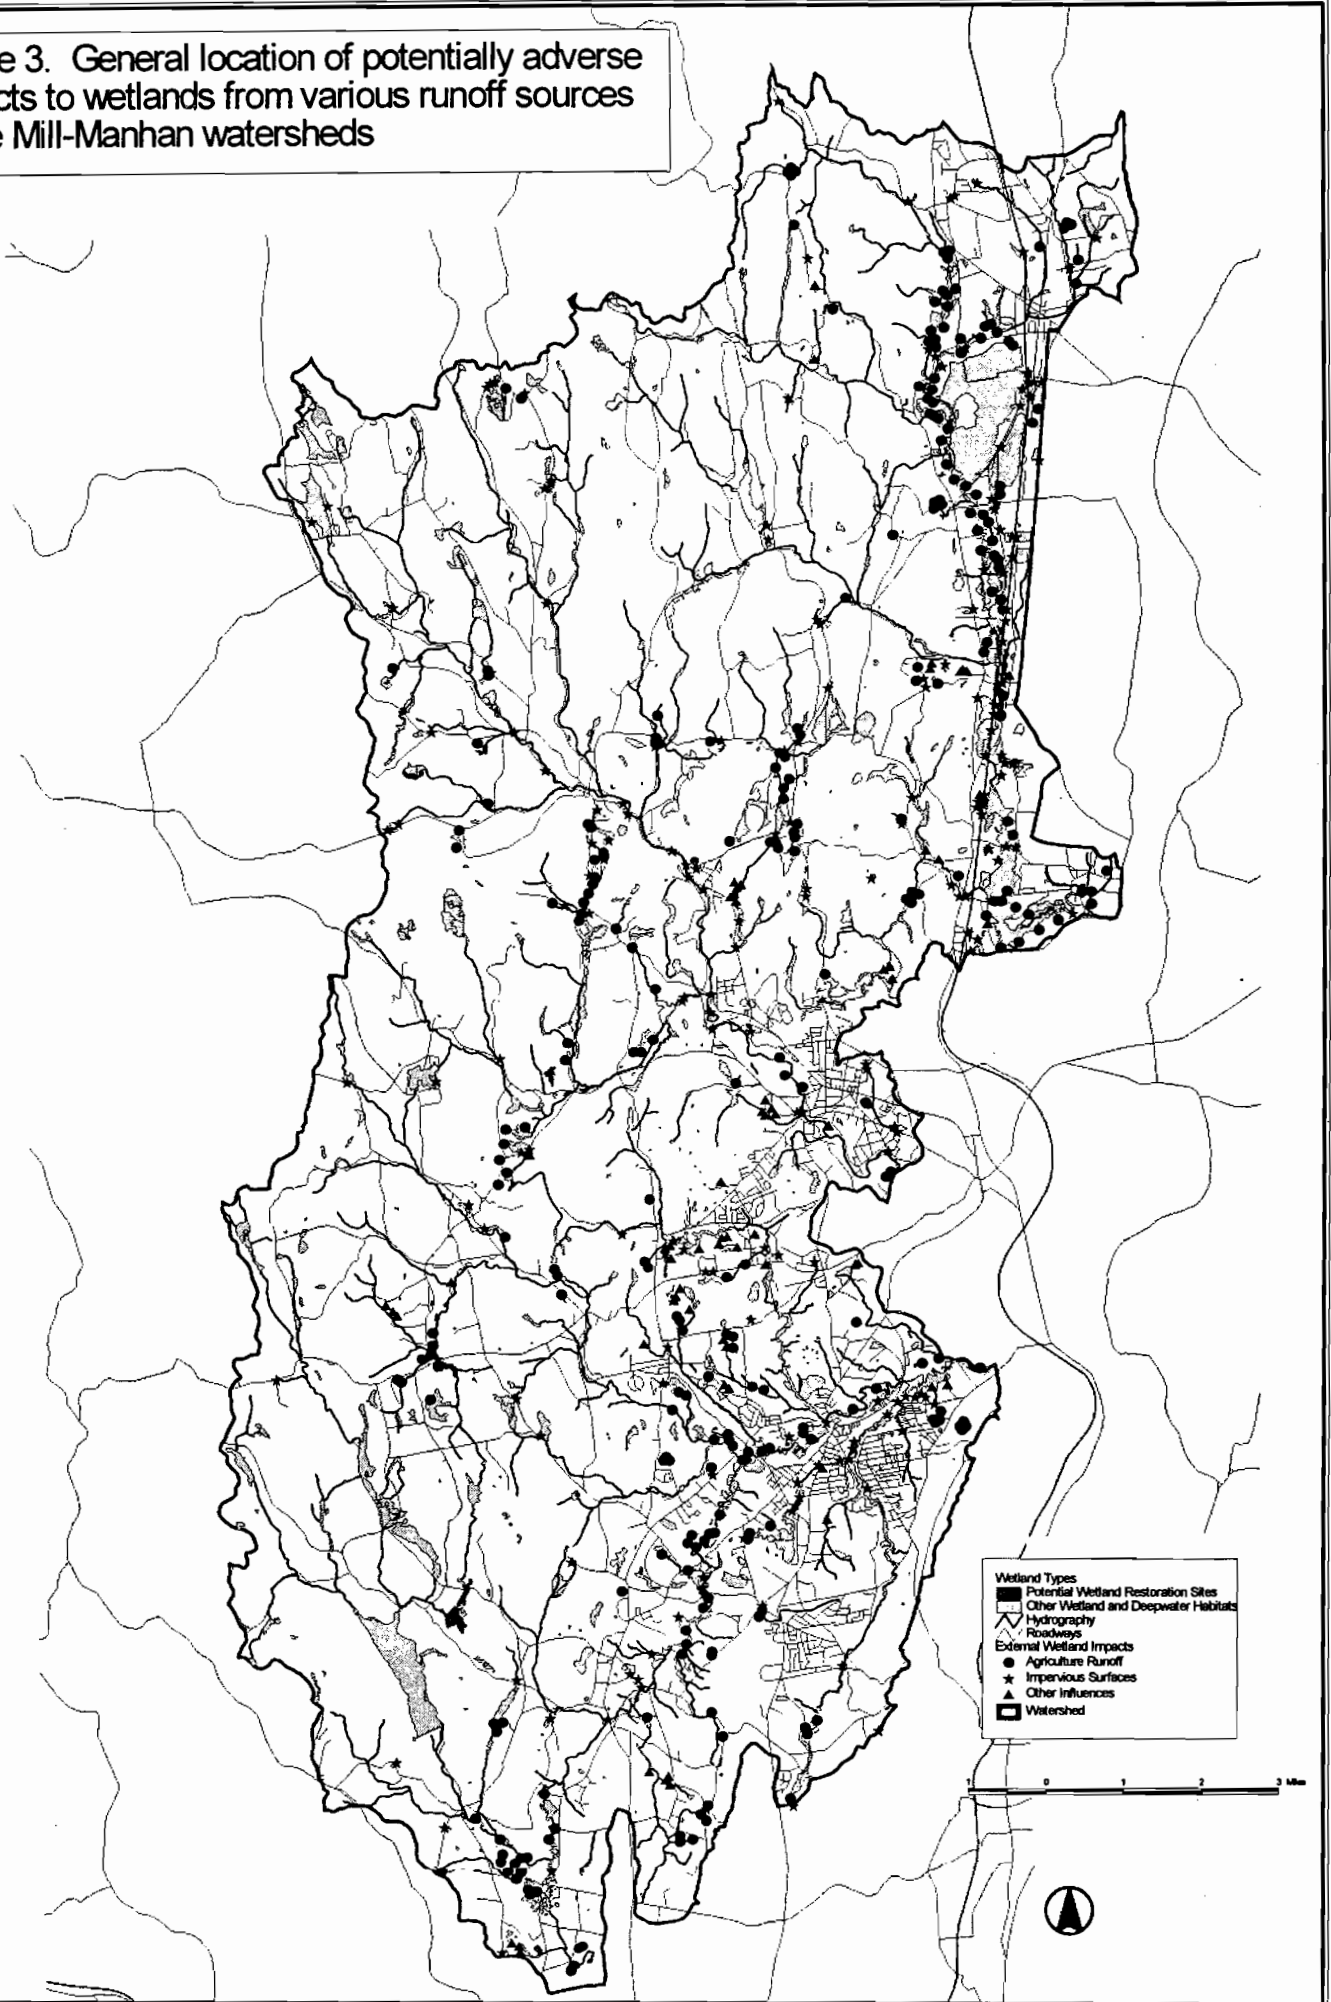 e 3. General location of potentially adverse
cts to wetlands from various runoff sources
e Mill-Manhan watersheds
Wetland Types
Potential Wetland Restoration Sites
Other Wetland and Deepwater Habitats
Hydrography
Roadways
External Wetland Impacts
Agriculture Runoff
Impervious Surfaces
Other Influences
Watershed
1 0 1 2 3 Miles